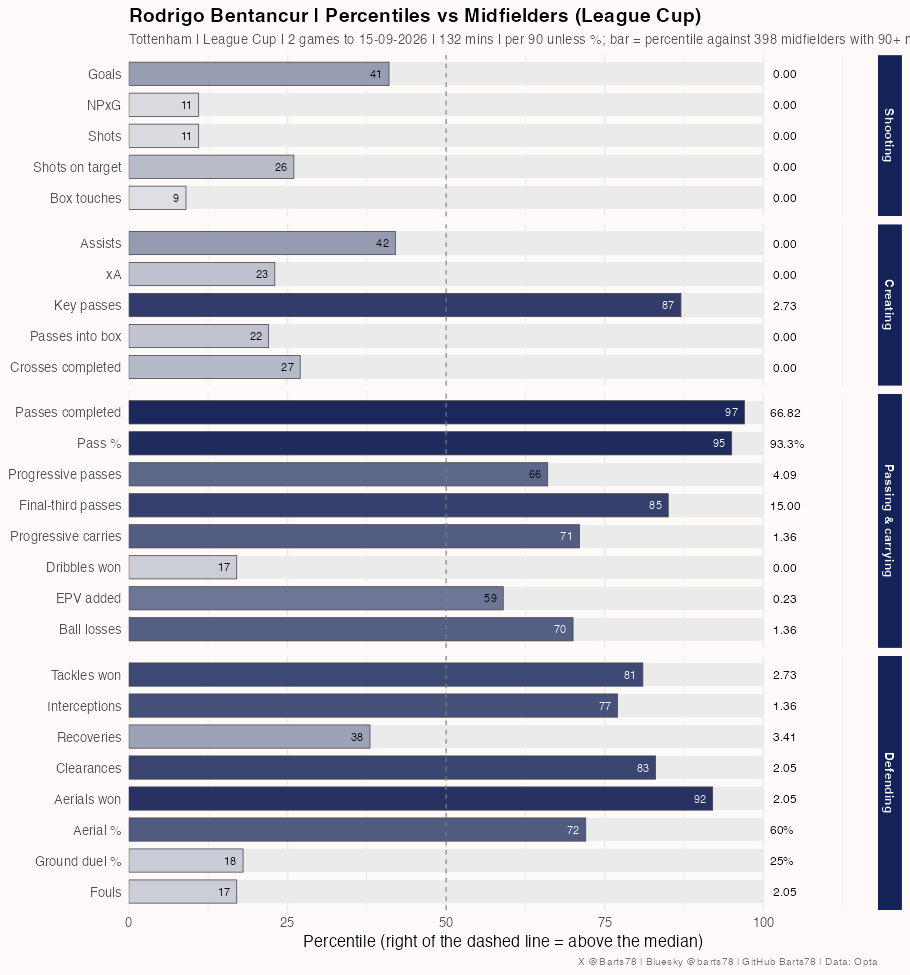 Rodrigo Bentancur | Percentiles vs Midfielders (League Cup)
Tottenham | League Cup | 2 games to 15-09-2026 | 132 mins | per 90 unless %; bar = percentile against 398 midfielders with 90+
Shooting
Goals 41 0.00
NPxG 11 0.00
Shots 11 0.00
Shots on target 26 0.00
Box touches 9 0.00
Creating
Assists 42 0.00
xA 23 0.00
Key passes 87 2.73
Passes into box 22 0.00
Crosses completed 27 0.00
Passing & carrying
Passes completed 97 66.82
Pass % 95 93.3%
Progressive passes 66 4.09
Final-third passes 85 15.00
Progressive carries 71 1.36
Dribbles won 17 0.00
EPV added 59 0.23
Ball losses 70 1.36
Defending
Tackles won 81 2.73
Interceptions 77 1.36
Recoveries 38 3.41
Clearances 83 2.05
Aerials won 92 2.05
Aerial % 72 60%
Ground duel % 18 25%
Fouls 17 2.05
0 25 50 75 100
Percentile (right of the dashed line = above the median)
X @Barts78 | Bluesky @barts78 | GitHub Barts78 | Data: Opta